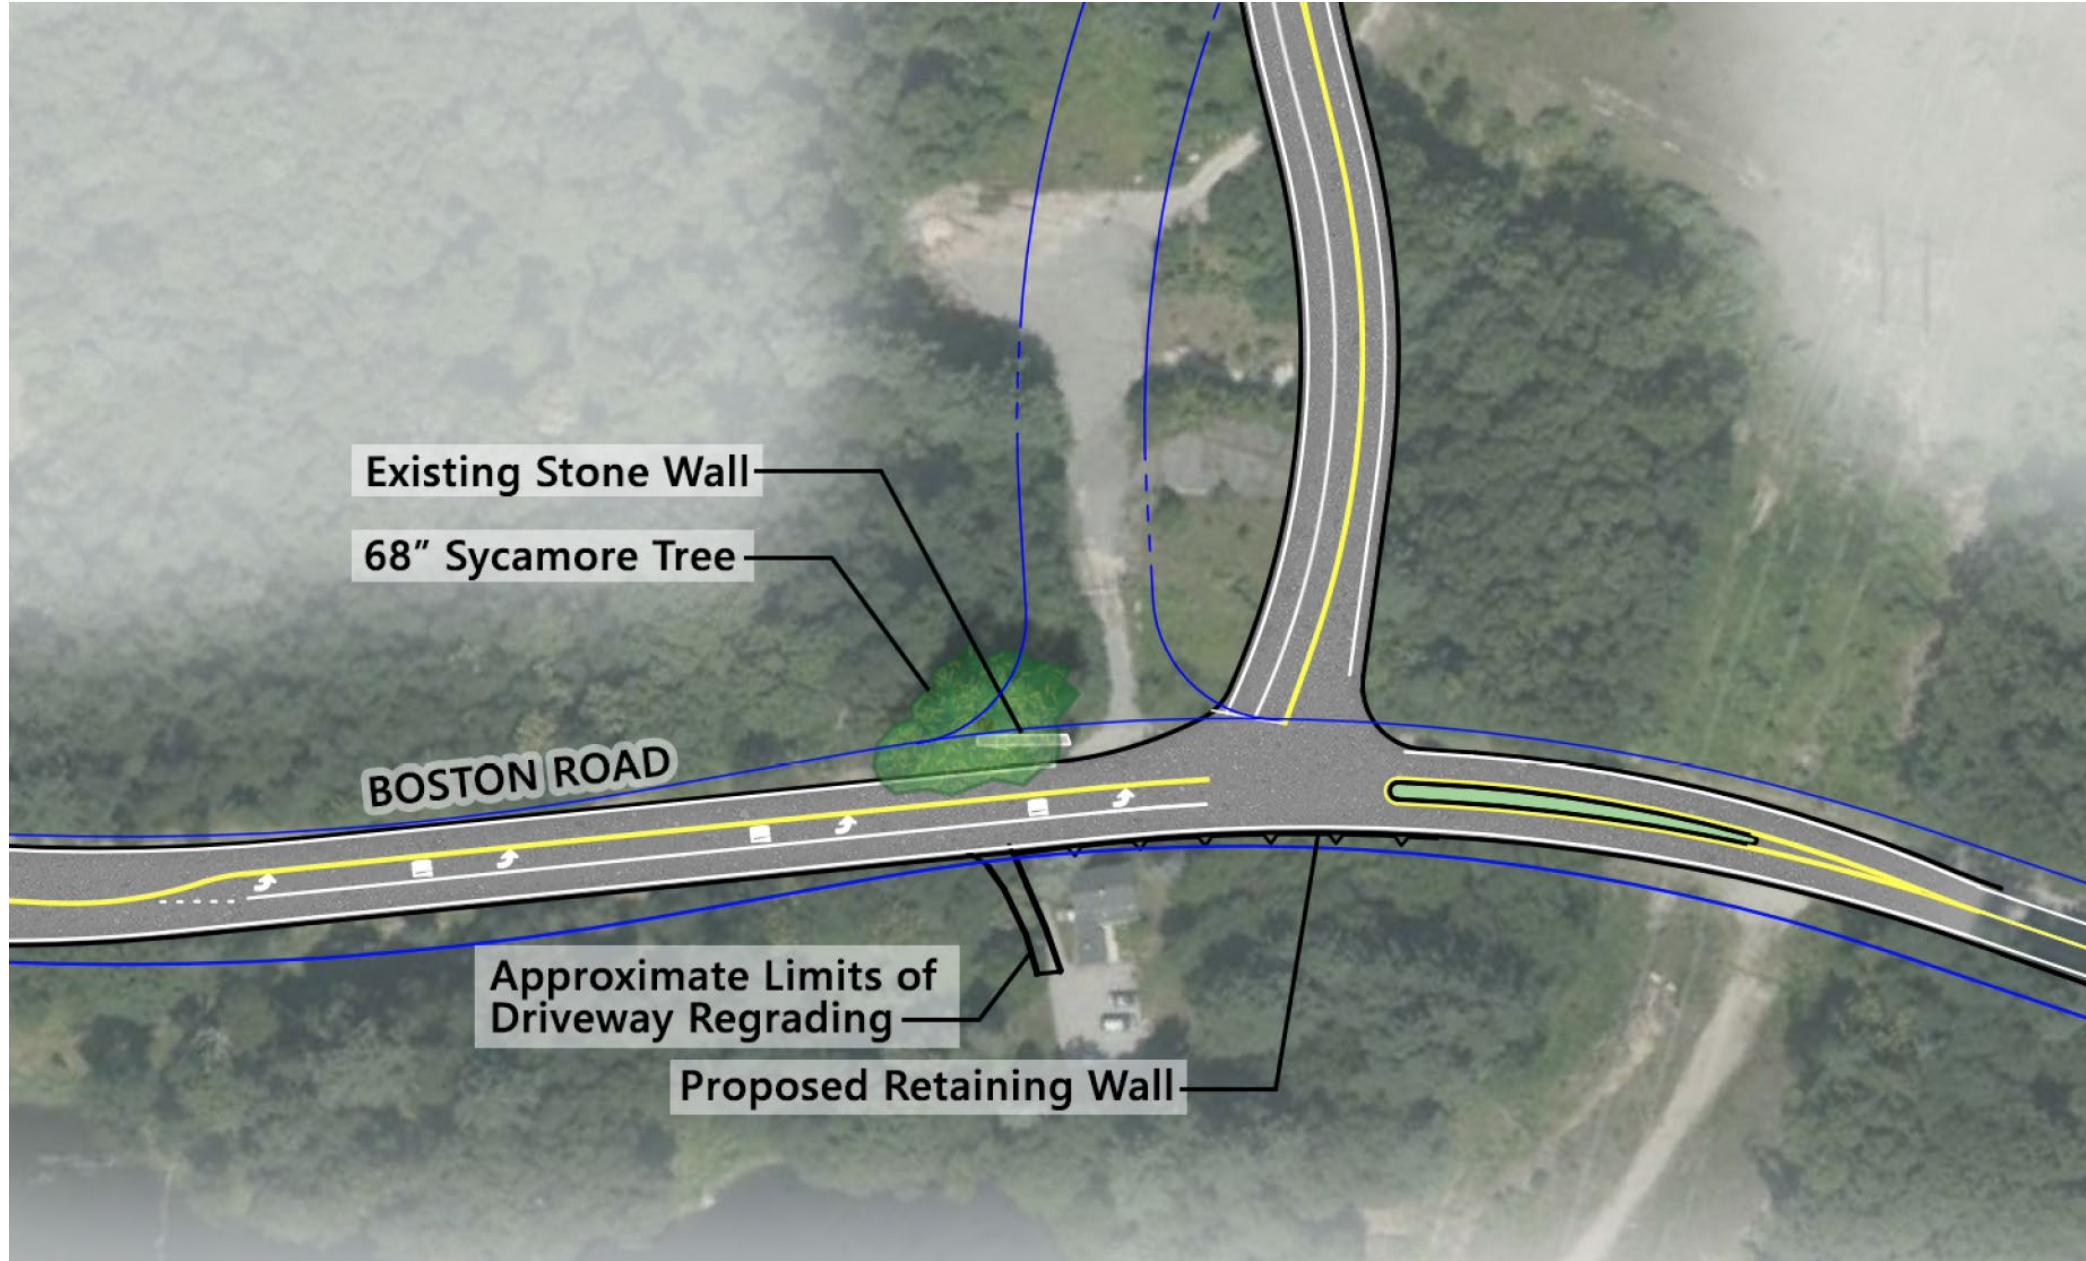 Existing Stone Wall
68” Sycamore Tree
BOSTON ROAD
Approximate Limits of
Driveway Regrading
Proposed Retaining Wall